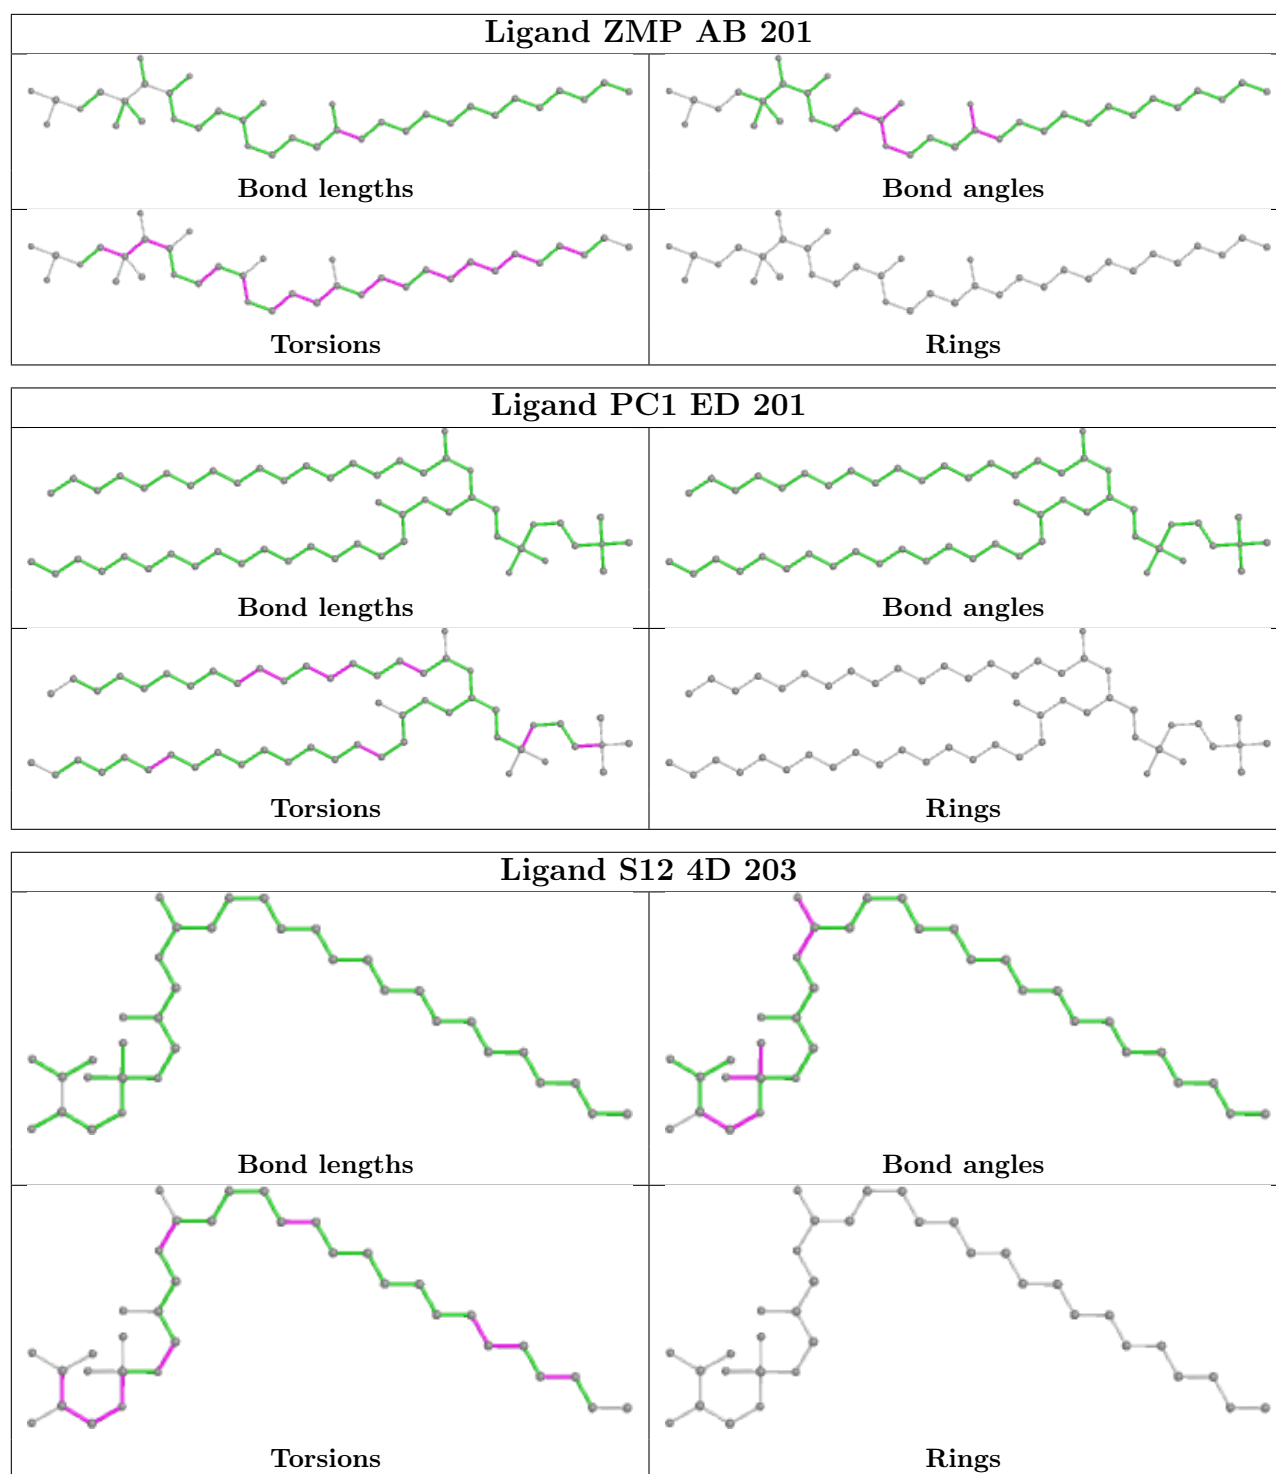 Ligand ZMP AB 201
Bond lengths
Bond angles
Torsions
Rings
Ligand PC1 ED 201
Bond lengths
Bond angles
Torsions
Rings
Ligand S12 4D 203
Bond lengths
Bond angles
Torsions
Rings